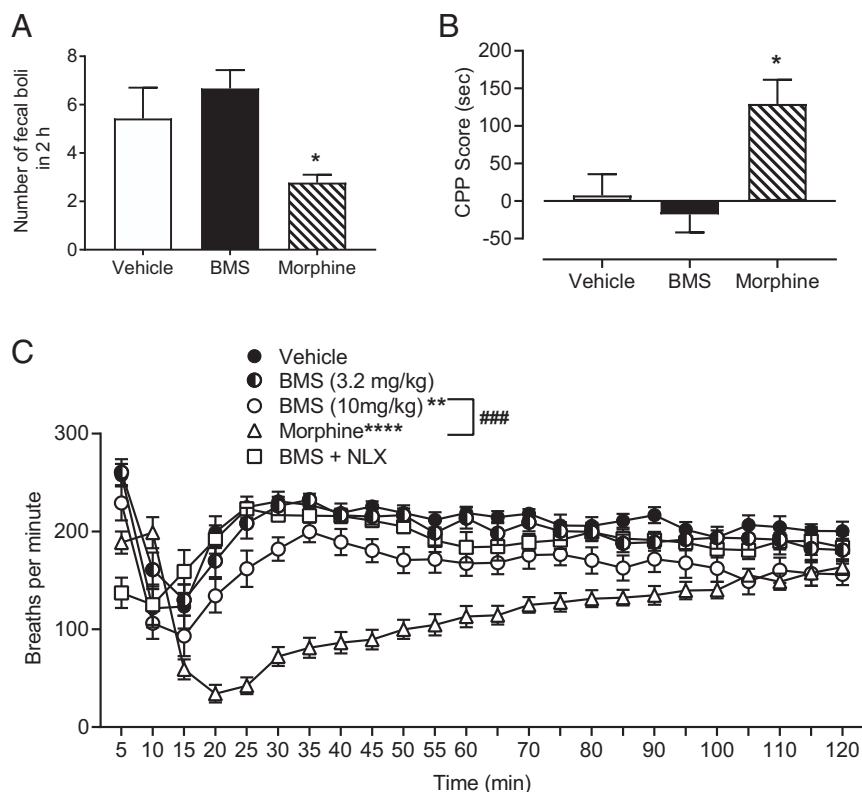 A
Number of fecal boli
in 2 h
8
6
4
2
0
*
Vehicle BMS Morphine
B
CPP Score (sec)
200
150
100
50
0
-50
*
Vehicle BMS Morphine
C
Vehicle
BMS (3.2 mg/kg)
BMS (10mg/kg)**
Morphine****
BMS + NLX
###
Breaths per minute
300
200
100
0
5 10 15 20 25 30 35 40 45 50 55 60 70 80 90 100 110 120
Time (min)